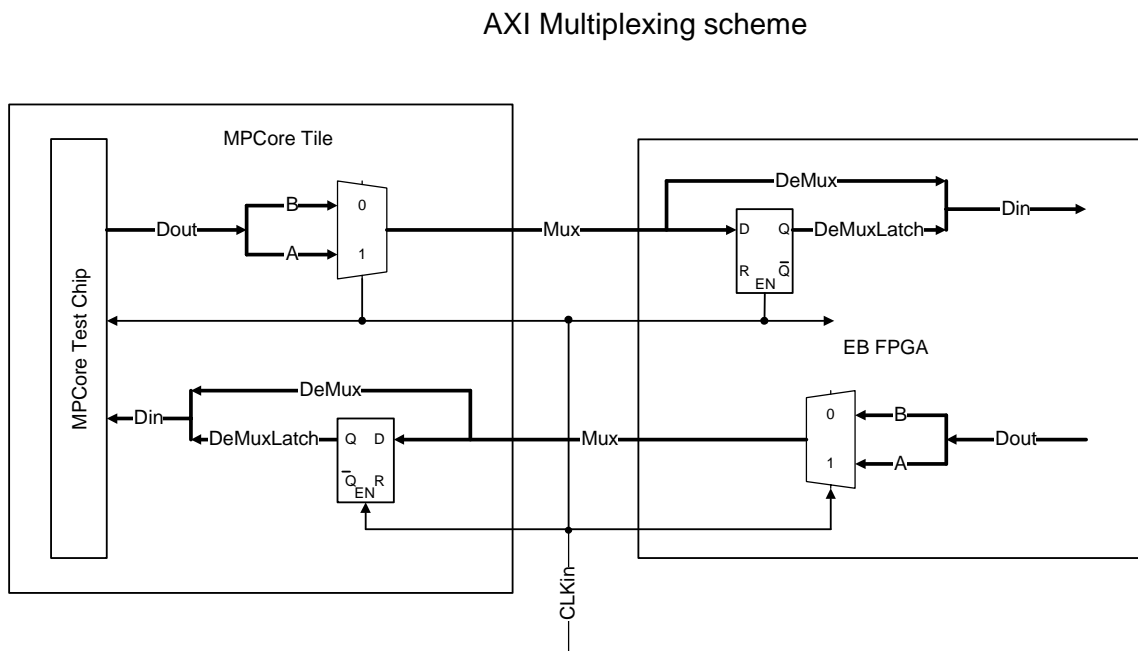 AXI Multiplexing scheme
MPCore Tile
MPCore Test Chip
Dout
B
A
0
1
Mux
DeMux
D
Q
R
Q
EN
DeMuxLatch
Din
EB FPGA
DeMux
Din
DeMuxLatch
Q
D
Q
R
EN
Mux
0
1
B
A
Dout
CLKin